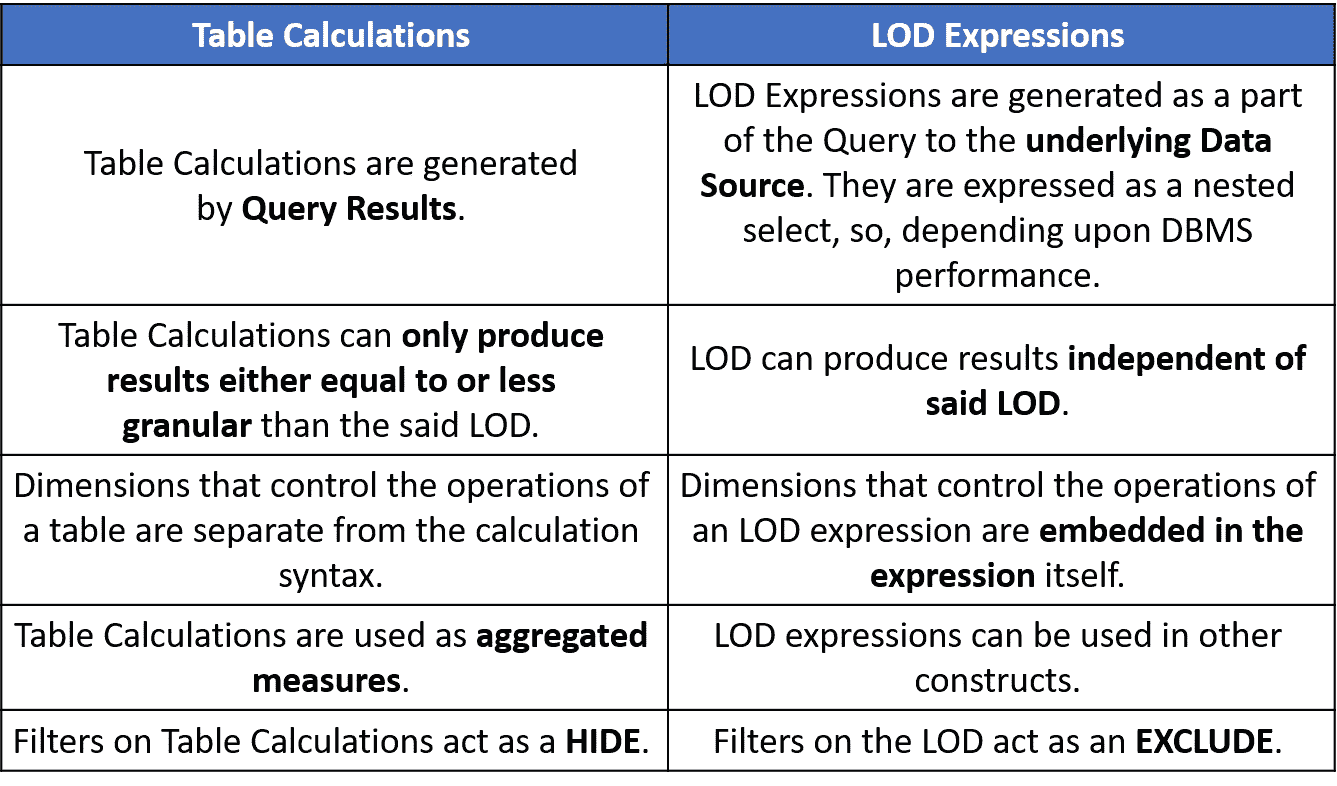 Table Calculations
LOD Expressions
Table Calculations are generated
by Query Results.
LOD Expressions are generated as a part
of the Query to the underlying Data
Source. They are expressed as a nested
select, so, depending upon DBMS
performance.
Table Calculations can only produce
results either equal to or less
granular than the said LOD.
LOD can produce results independent of
said LOD.
Dimensions that control the operations of
a table are separate from the calculation
syntax.
Dimensions that control the operations of
an LOD expression are embedded in the
expression itself.
Table Calculations are used as aggregated
measures.
LOD expressions can be used in other
constructs.
Filters on Table Calculations act as a HIDE.
Filters on the LOD act as an EXCLUDE.